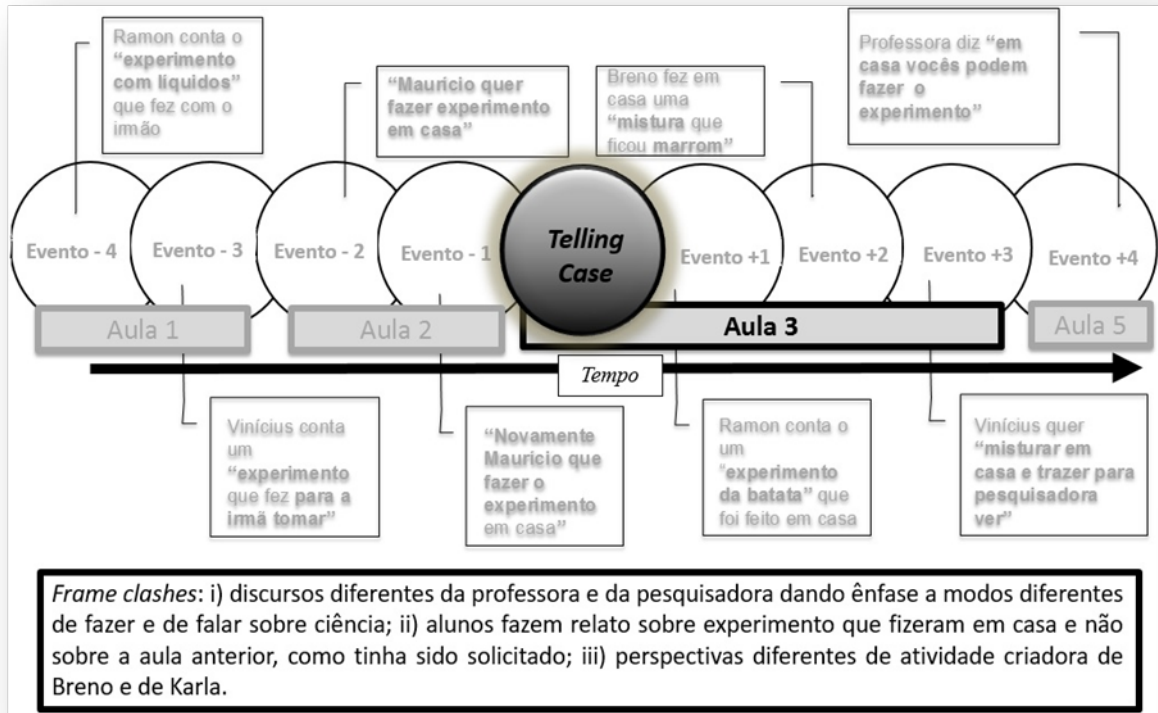 Ramon conta o
“experimento
com liquidos”
que fez com o
irmão
“Mauricio quer
fazer experimento
em casa”
Breno fez em
casa uma
“mistura que
ficou marrom”
Professora diz “em
casa vocês podem
fazer o
experimento”
Evento - 4
Evento - 3
Evento - 2
Evento - 1
Telling
Case
Evento +1
Evento +2
Evento +3
Evento +4
Aula 1
Aula 2
Aula 3
Aula 5
Tempo
Vinícius conta
um
“experimento
que fez para a
irmã tomar”
“Novamente
Mauricio que
fazer o
experimento
em casa”
Ramon conta o
um
“experimento
da batata” que
foi feito em casa
Vinícius quer
“misturar em
casa e trazer para
pesquisadora
ver”
Frame clashes: i) discursos diferentes da professora e da pesquisadora dando ênfase a modos diferentes
de fazer e de falar sobre ciência; ii) alunos fazem relato sobre experimento que fizeram em casa e não
sobre a aula anterior, como tinha sido solicitado; iii) perspectivas diferentes de atividade criadora de
Breno e de Karla.